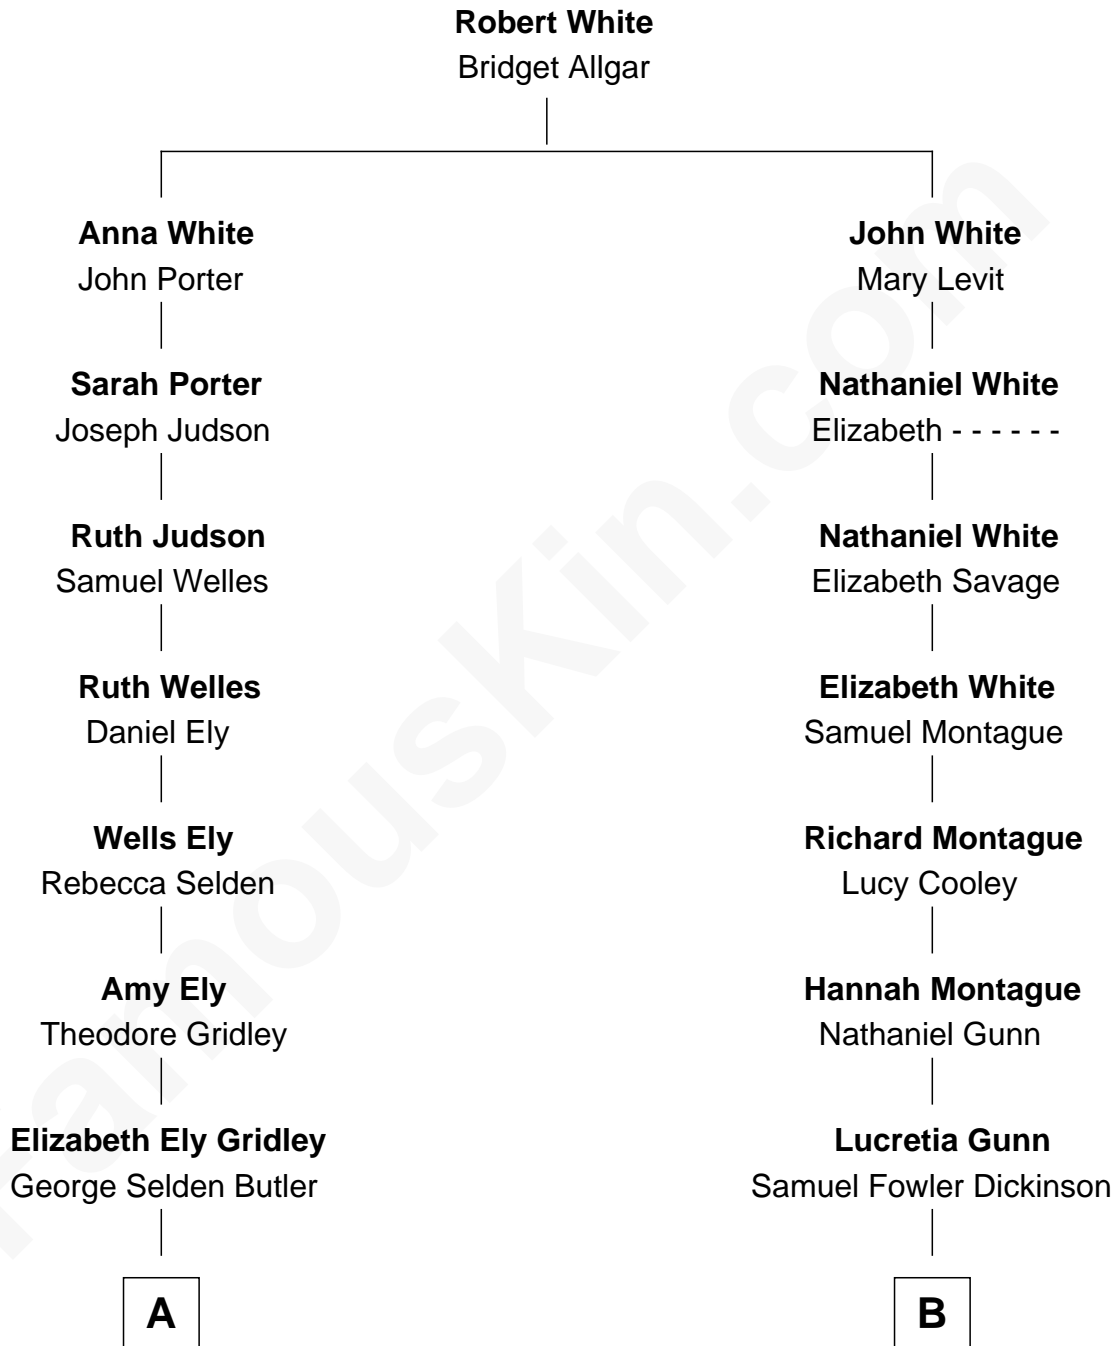 Robert White
Bridget Allgar
Anna White
John Porter
John White
Mary Levit
Sarah Porter
Joseph Judson
Nathaniel White
Elizabeth - - - - - -
Ruth Judson
Samuel Welles
Nathaniel White
Elizabeth Savage
Ruth Welles
Daniel Ely
Elizabeth White
Samuel Montague
Wells Ely
Rebecca Selden
Richard Montague
Lucy Cooley
Amy Ely
Theodore Gridley
Hannah Montague
Nathaniel Gunn
Elizabeth Ely Gridley
George Selden Butler
Lucretia Gunn
Samuel Fowler Dickinson
A
B
FamousKin.com